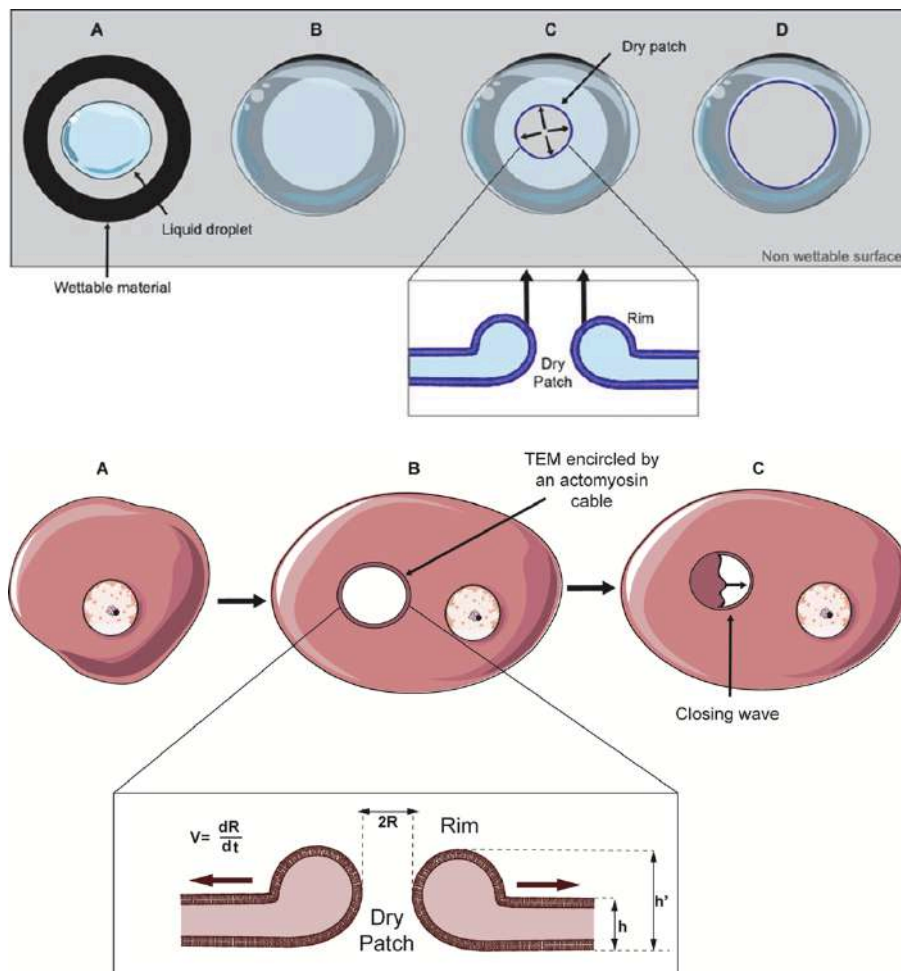 A
B
C
D
Dry patch
Liquid droplet
Wettable material
Non wettable surface
Rim
Dry
Patch
A
B
C
TEM encircled by
an actomyosin
cable
Closing wave
V= dR
dt
2R
Rim
h'
h
Dry
Patch